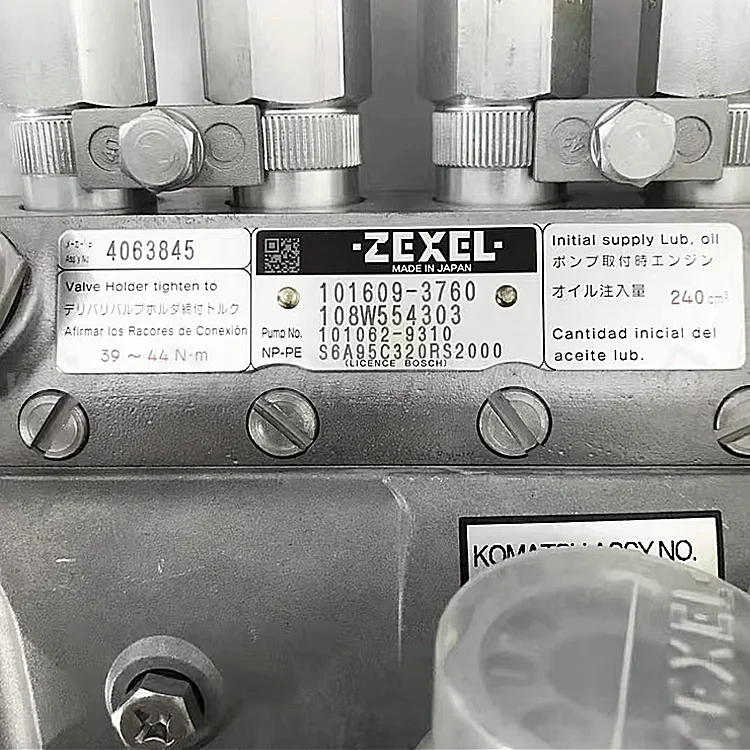 4063845
Assy No
Valve Holder tighten to
デリバリバルブホルダ締付トルク
Afirmar los Racores de Conexión
39 ~ 44 N·m
·ZEXEL·
MADE IN JAPAN
101609-3760
108W554303
Pump No. 101062-9310
NP-PE S6A95C320RS2000
(LICENCE BOSCH)
Initial supply Lub. oil
ポンプ取付時エンジン
オイル注入量 240cm³
Cantidad inicial del
aceite lub.
KOMATSU ASSY NO.
ZEXEL